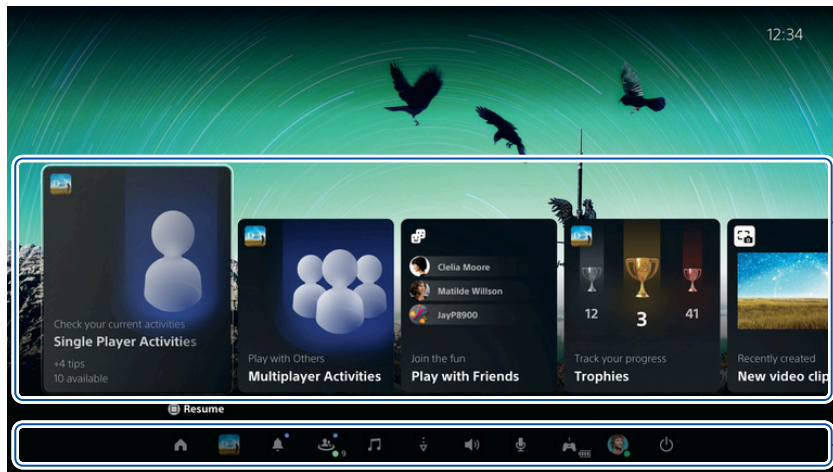 12:34
Check your current activities
Single Player Activities
+4 tips
10 available
Play with Others
Multiplayer Activities
Clelia Moore
Matilde Willson
JayP8900
Join the fun
Play with Friends
12
3
41
Track your progress
Trophies
Recently created
New video clip
Resume
9